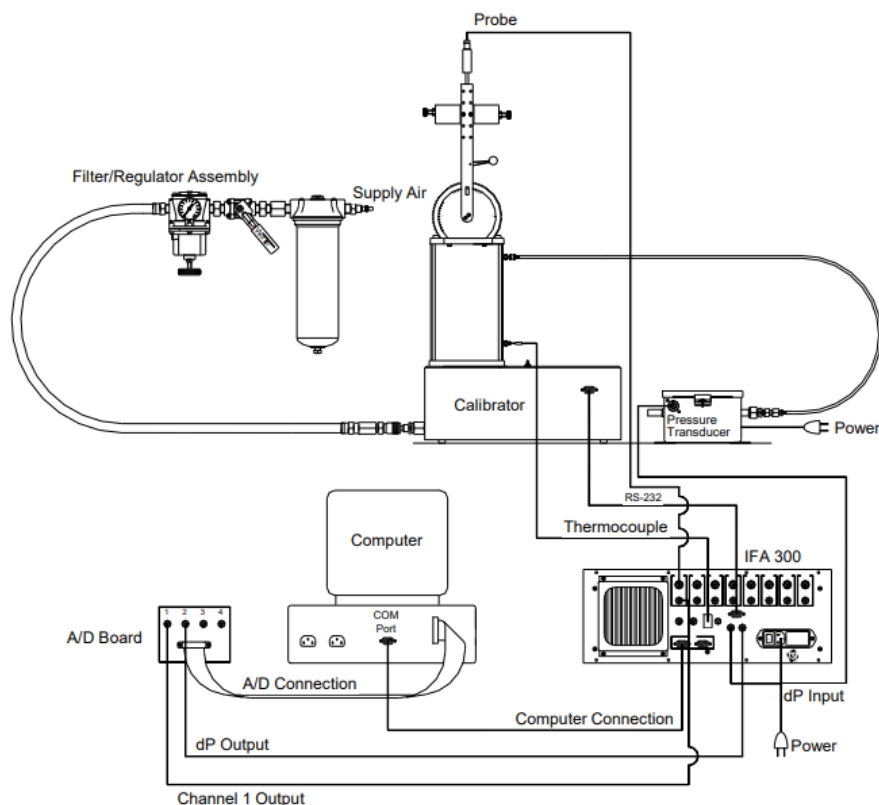 Probe
Filter/Regulator Assembly
Supply Air
Calibrator
Pressure
Transducer
Power
RS-232
Thermocouple
Computer
IFA 300
COM
Port
1 2 3 4
A/D Board
A/D Connection
dP Input
Computer Connection
dP Output
Power
Channel 1 Output